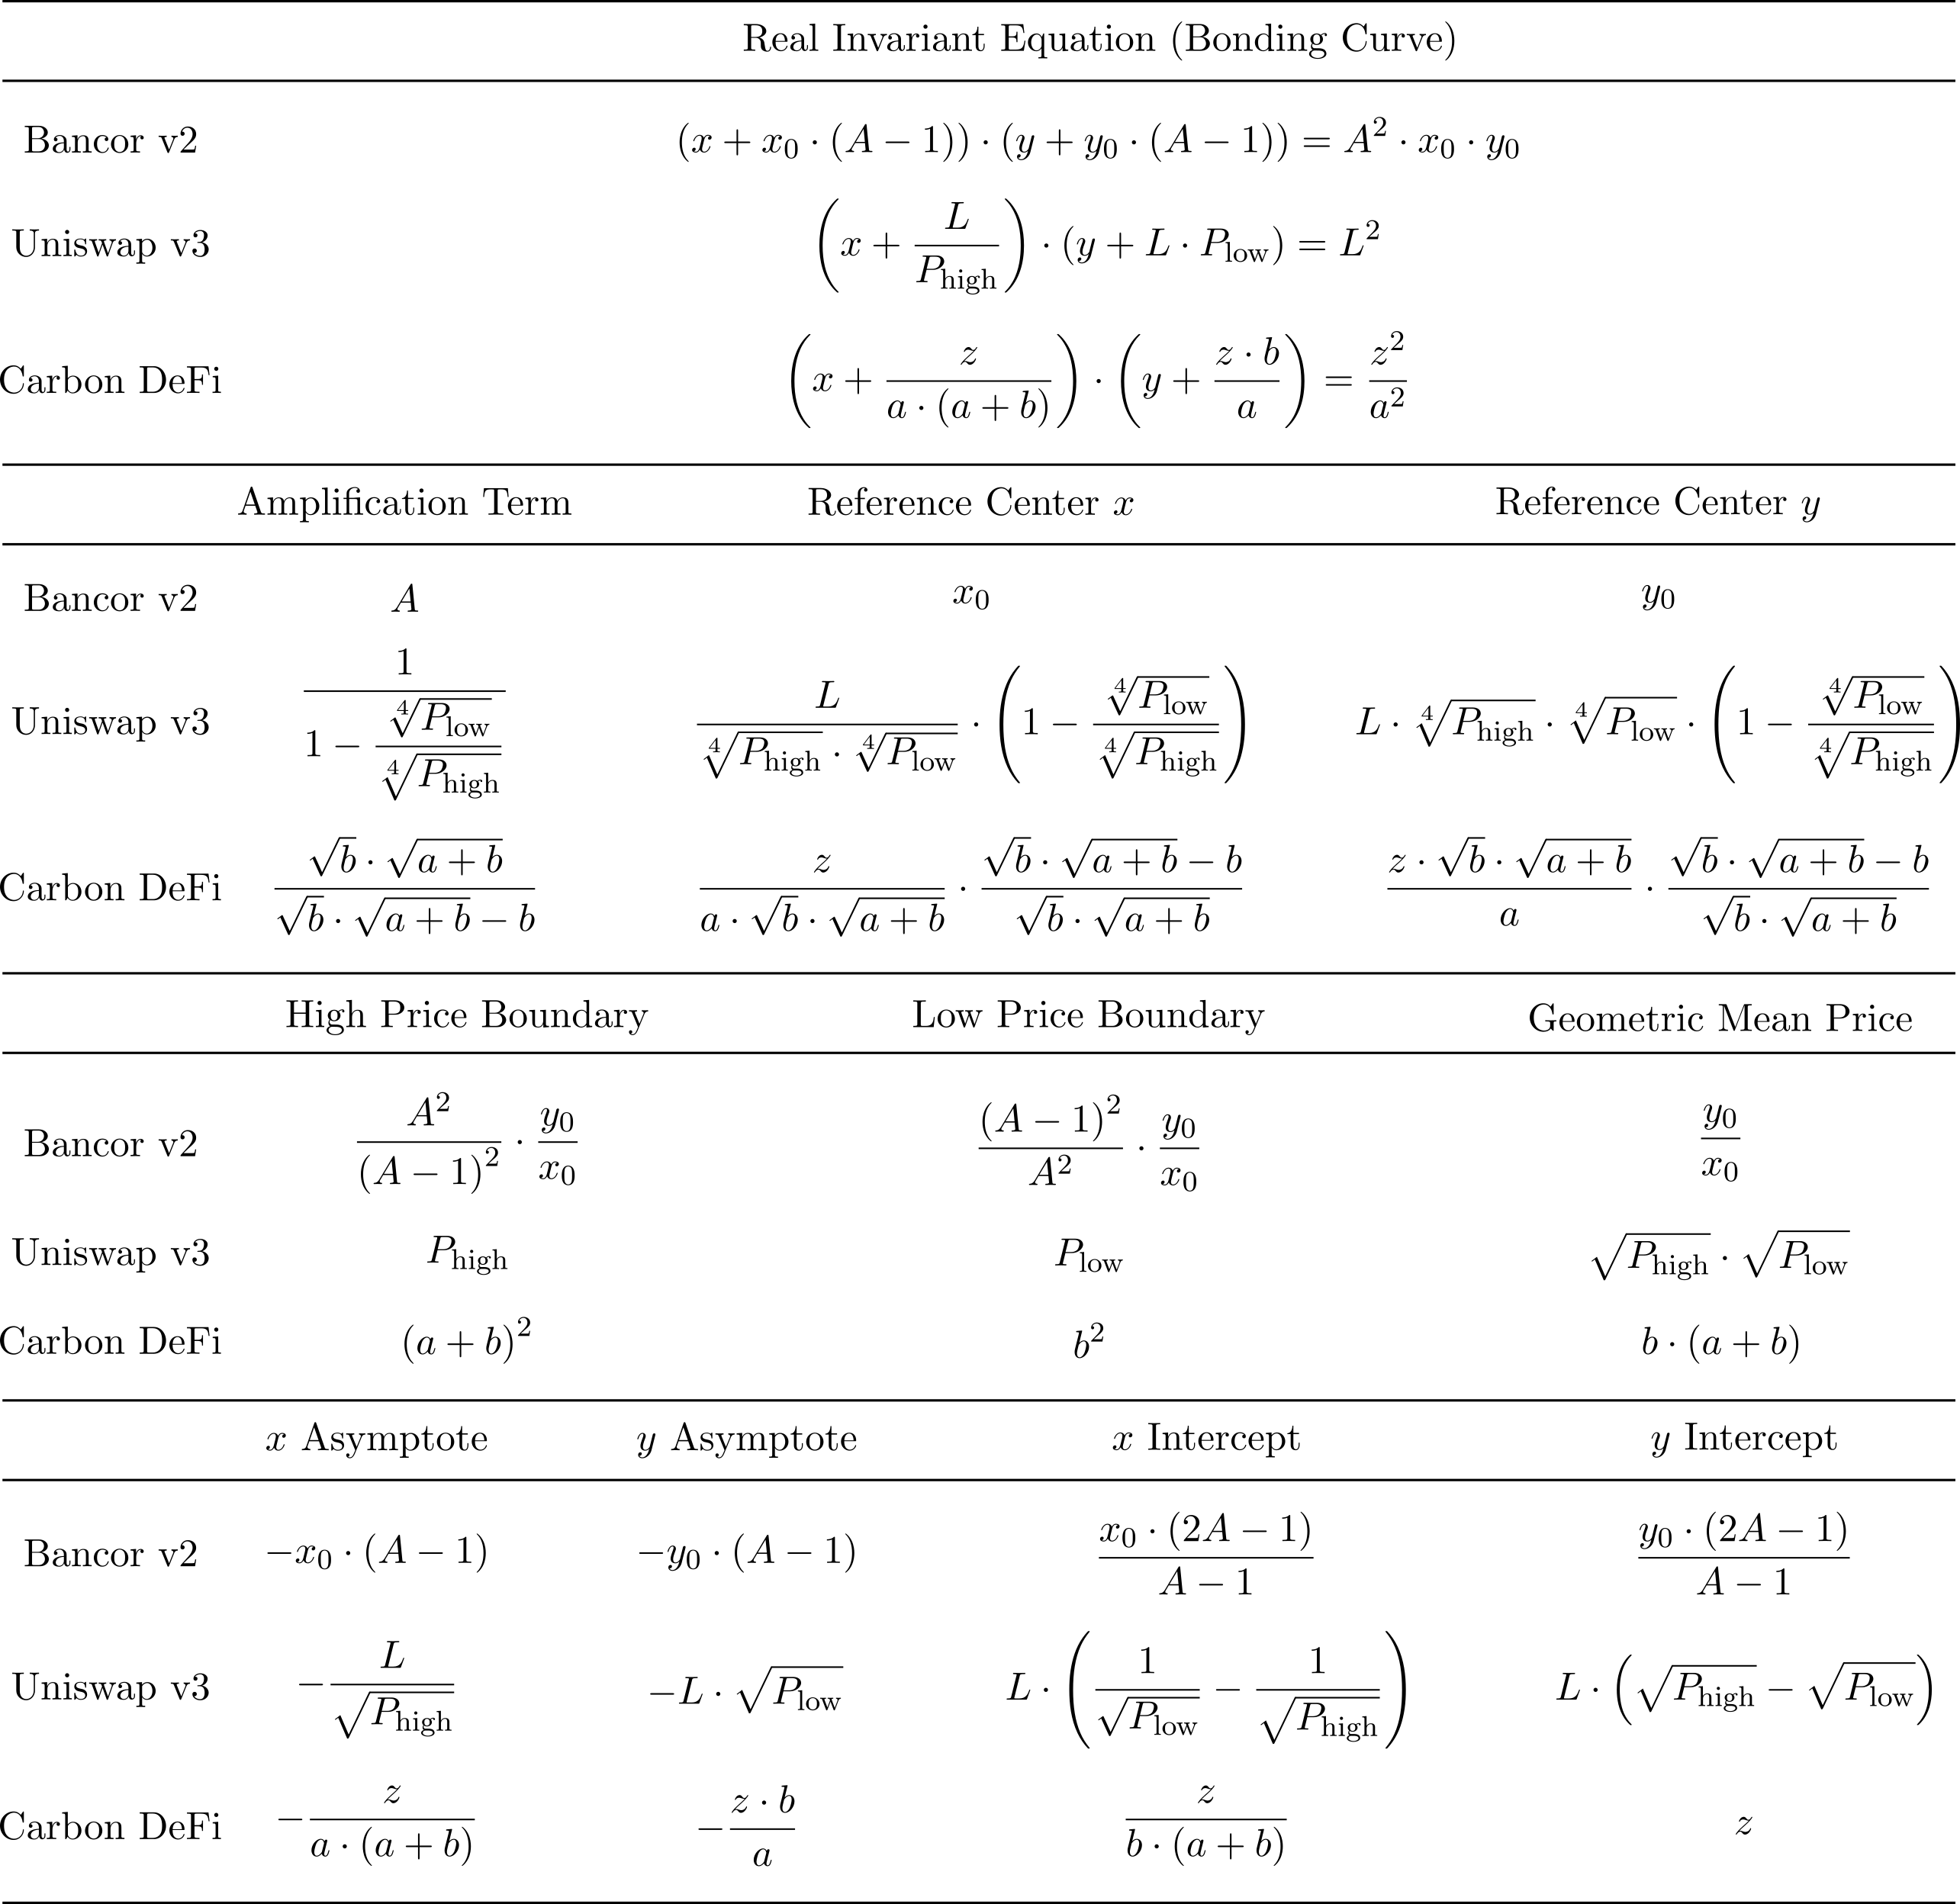 Real Invariant Equation (Bonding Curve)
Bancor v2 $(x + x_0 \cdot (A - 1)) \cdot (y + y_0 \cdot (A - 1)) = A^2 \cdot x_0 \cdot y_0$
Uniswap v3 $\left(x + \frac{L}{P_{\text{high}}}\right) \cdot (y + L \cdot P_{\text{low}}) = L^2$
Carbon DeFi $\left(x + \frac{z}{a \cdot (a + b)}\right) \cdot \left(y + \frac{z \cdot b}{a}\right) = \frac{z^2}{a^2}$
Amplification Term Reference Center $x$ Reference Center $y$
Bancor v2 $A$ $x_0$ $y_0$
Uniswap v3 $\frac{1}{1 - \frac{\sqrt[4]{P_{\text{low}}}}{\sqrt[4]{P_{\text{high}}}}}$ $\frac{L}{\sqrt[4]{P_{\text{high}}} \cdot \sqrt[4]{P_{\text{low}}}} \cdot \left(1 - \frac{\sqrt[4]{P_{\text{low}}}}{\sqrt[4]{P_{\text{high}}}}\right)$ $L \cdot \sqrt[4]{P_{\text{high}}} \cdot \sqrt[4]{P_{\text{low}}} \cdot \left(1 - \frac{\sqrt[4]{P_{\text{low}}}}{\sqrt[4]{P_{\text{high}}}}\right)$
Carbon DeFi $\frac{\sqrt{b} \cdot \sqrt{a + b}}{\sqrt{b} \cdot \sqrt{a + b} - b}$ $\frac{z}{a \cdot \sqrt{b} \cdot \sqrt{a + b}} \cdot \frac{\sqrt{b} \cdot \sqrt{a + b} - b}{\sqrt{b} \cdot \sqrt{a + b}}$ $\frac{z \cdot \sqrt{b} \cdot \sqrt{a + b}}{a} \cdot \frac{\sqrt{b} \cdot \sqrt{a + b} - b}{\sqrt{b} \cdot \sqrt{a + b}}$
High Price Boundary Low Price Boundary Geometric Mean Price
Bancor v2 $\frac{A^2}{(A - 1)^2} \cdot \frac{y_0}{x_0}$ $\frac{(A - 1)^2}{A^2} \cdot \frac{y_0}{x_0}$ $\frac{y_0}{x_0}$
Uniswap v3 $P_{\text{high}}$ $P_{\text{low}}$ $\sqrt{P_{\text{high}}} \cdot \sqrt{P_{\text{low}}}$
Carbon DeFi $(a + b)^2$ $b^2$ $b \cdot (a + b)$
$x$ Asymptote $y$ Asymptote $x$ Intercept $y$ Intercept
Bancor v2 $-x_0 \cdot (A - 1)$ $-y_0 \cdot (A - 1)$ $\frac{x_0 \cdot (2A - 1)}{A - 1}$ $\frac{y_0 \cdot (2A - 1)}{A - 1}$
Uniswap v3 $-\frac{L}{\sqrt{P_{\text{high}}}}$ $-L \cdot \sqrt{P_{\text{low}}}$ $L \cdot \left(\frac{1}{\sqrt{P_{\text{low}}}} - \frac{1}{\sqrt{P_{\text{high}}}}\right)$ $L \cdot \left(\sqrt{P_{\text{high}}} - \sqrt{P_{\text{low}}}\right)$
Carbon DeFi $-\frac{z}{a \cdot (a + b)}$ $-\frac{z \cdot b}{a}$ $\frac{z}{b \cdot (a + b)}$ $z$